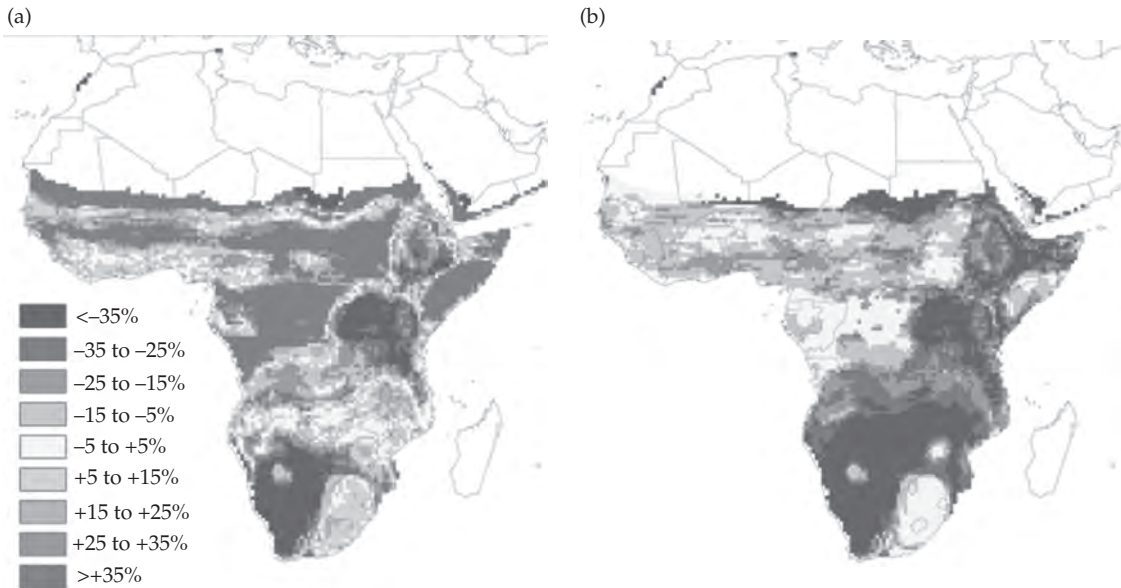 (a)
(b)
<–35%
–35 to –25%
–25 to –15%
–15 to –5%
–5 to +5%
+5 to +15%
+15 to +25%
+25 to +35%
>+35%